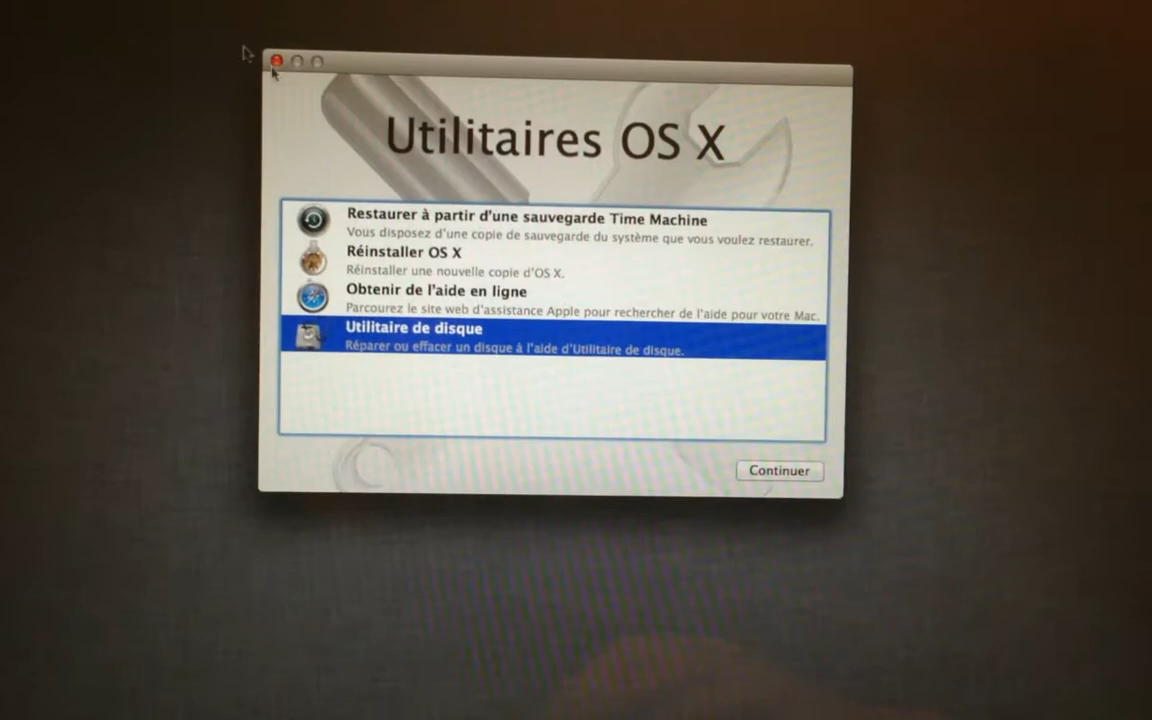 Utilitaires OS X
Restaurer à partir d'une sauvegarde Time Machine
Vous disposez d'une copie de sauvegarde du système que vous voulez restaurer.
Réinstaller OS X
Réinstaller une nouvelle copie d'OS X.
Obtenir de l'aide en ligne
Parcourez le site web d'assistance Apple pour rechercher de l'aide pour votre Mac.
Utilitaire de disque
Réparer ou effacer un disque à l'aide d'Utilitaire de disque.
Continuer